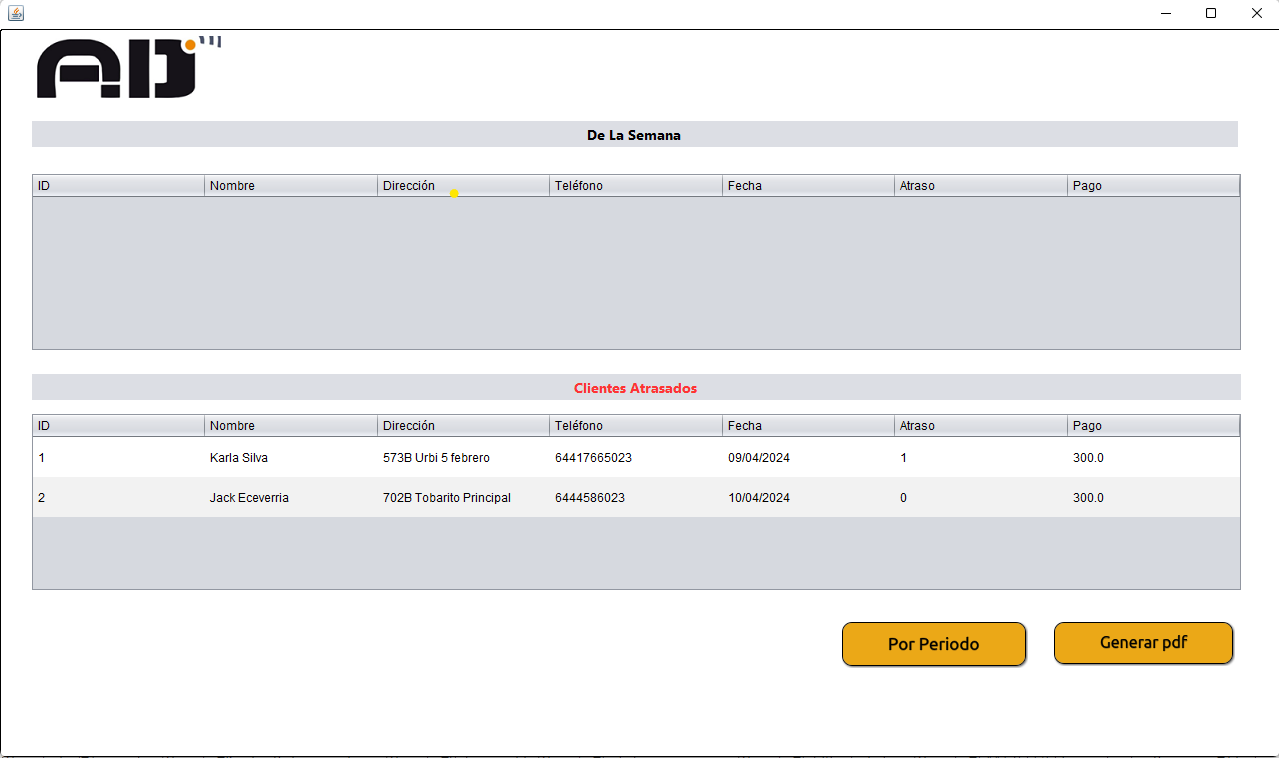 AD
De La Semana
ID Nombre Dirección Teléfono Fecha Atraso Pago
Clientes Atrasados
ID Nombre Dirección Teléfono Fecha Atraso Pago
1 Karla Silva 573B Urbi 5 febrero 64417665023 09/04/2024 1 300.0
2 Jack Eceverria 702B Tobarito Principal 6444586023 10/04/2024 0 300.0
Por Periodo Generar pdf